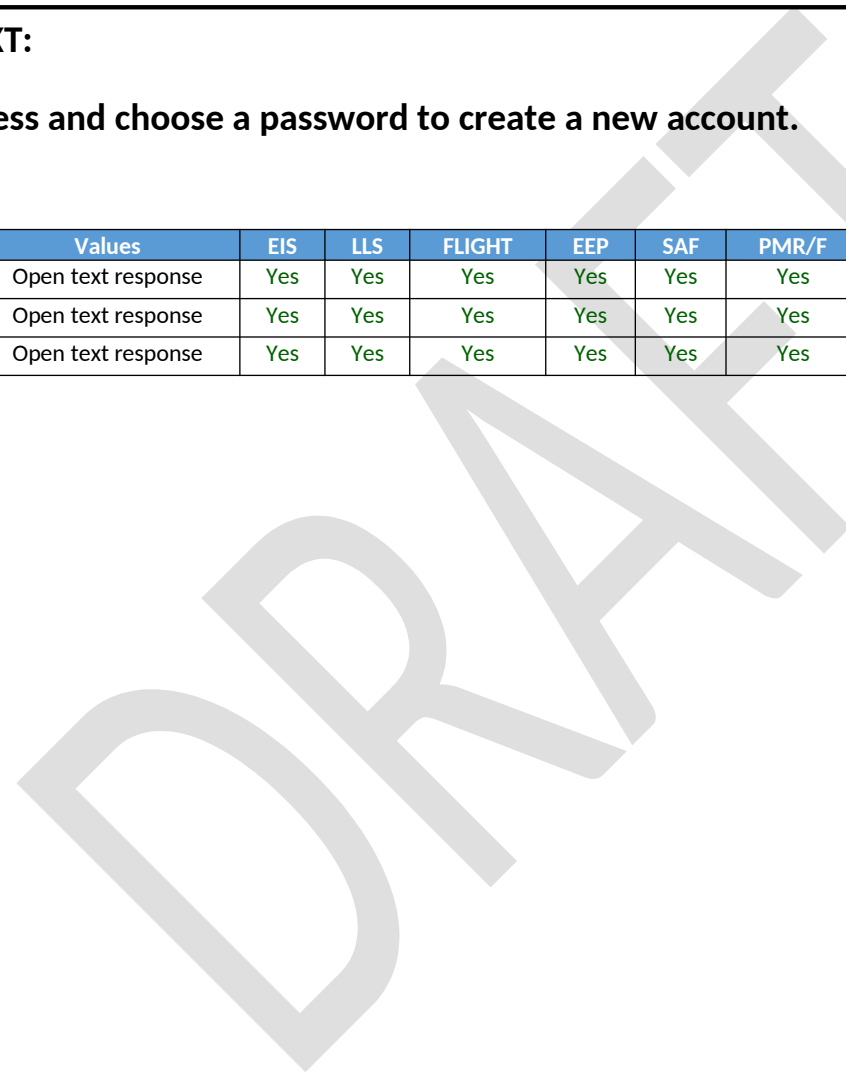 XT:
ess and choose a password to create a new account.
Values EIS LLS FLIGHT EEP SAF PMR/F
Open text response Yes Yes Yes Yes Yes Yes
Open text response Yes Yes Yes Yes Yes Yes
Open text response Yes Yes Yes Yes Yes Yes
DRAFT